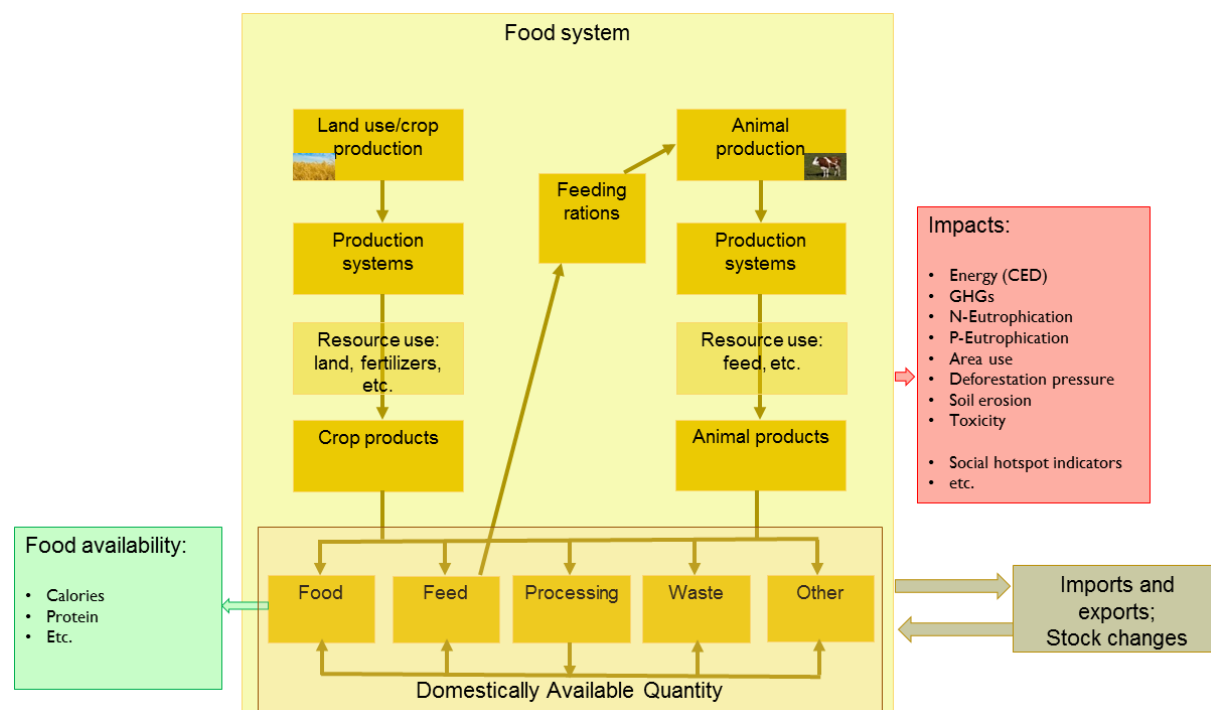 Food system
Land use/crop
production
Animal
production
Feeding
rations
Production
systems
Production
systems
Resource use:
land, fertilizers,
etc.
Resource use:
feed, etc.
Crop products
Animal products
Impacts:
• Energy (CED)
• GHGs
• N-Eutrophication
• P-Eutrophication
• Area use
• Deforestation pressure
• Soil erosion
• Toxicity
• Social hotspot indicators
• etc.
Food availability:
• Calories
• Protein
• Etc.
Food
Feed
Processing
Waste
Other
Domestically Available Quantity
Imports and
exports;
Stock changes